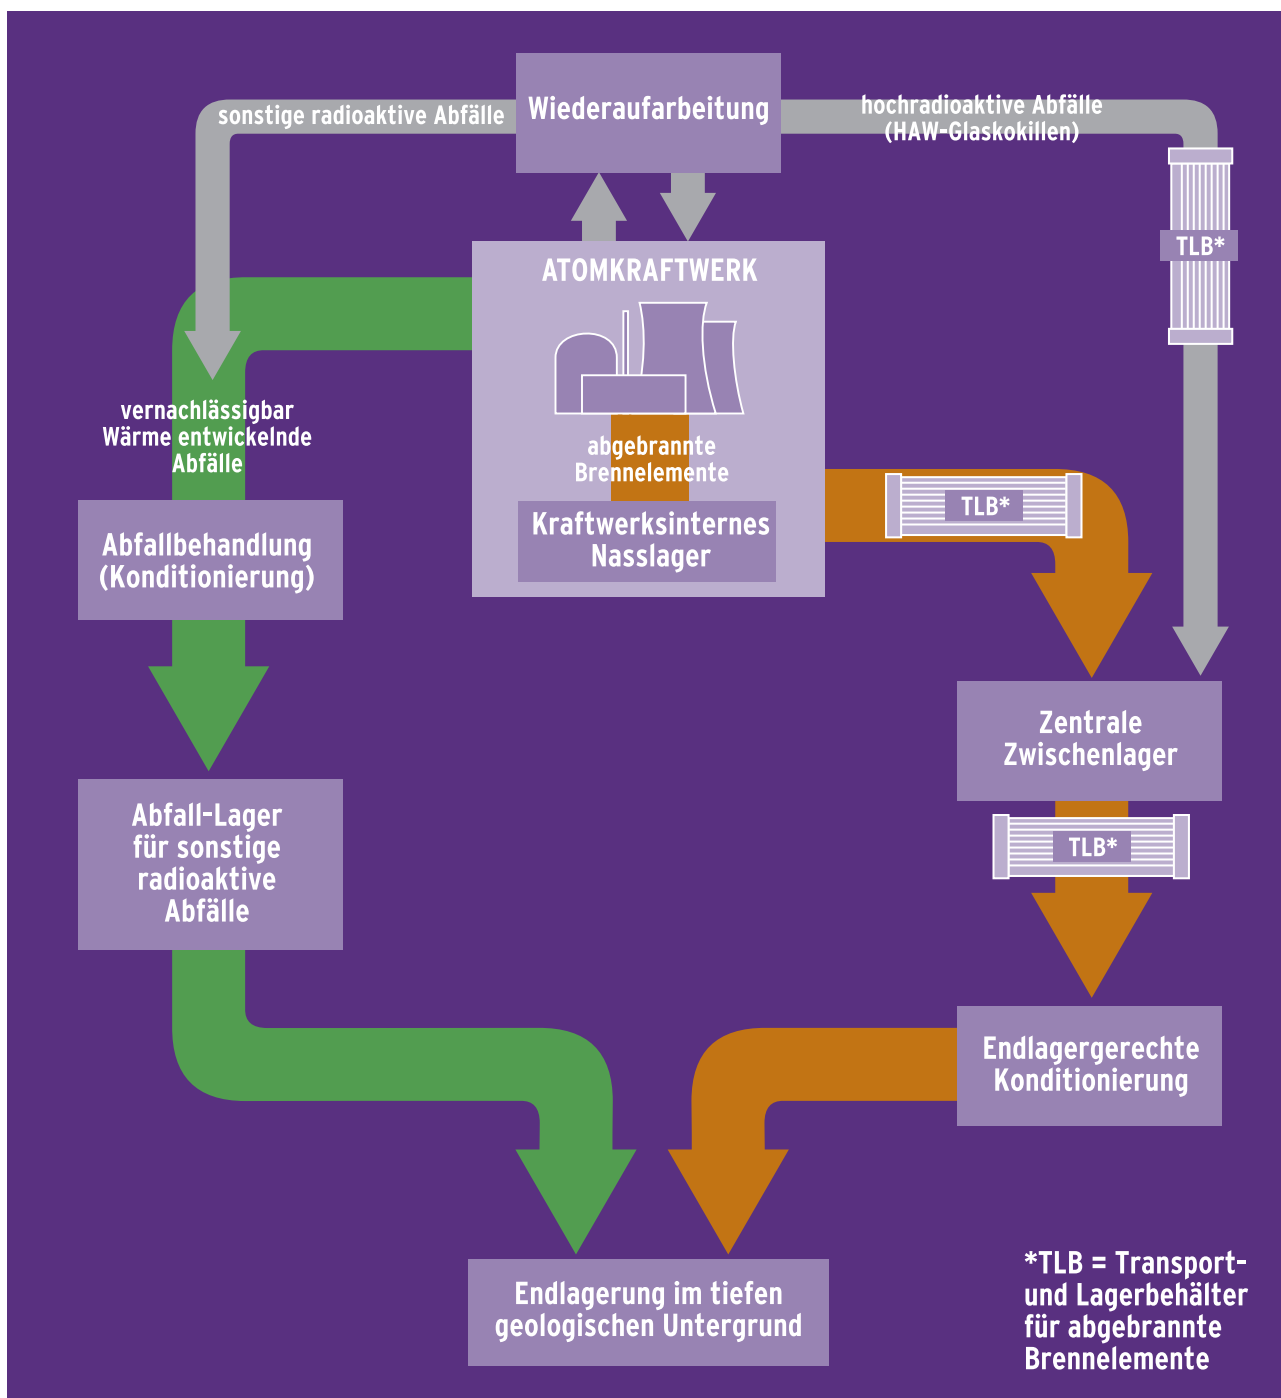 Wiederaufarbeitung
sonstige radioaktive Abfälle
hochradioaktive Abfälle
(HAW-Glaskokillen)
TLB*
ATOMKRAFTWERK
abgebrannte
Brennelemente
Kraftwerksinternes
Nasslager
TLB*
vernachlässigbar
Wärme entwickelnde
Abfälle
Abfallbehandlung
(Konditionierung)
Zentrale
Zwischenlager
TLB*
Abfall-Lager
für sonstige
radioaktive
Abfälle
Endlagergerechte
Konditionierung
Endlagerung im tiefen
geologischen Untergrund
*TLB = Transport-
und Lagerbehälter
für abgebrannte
Brennelemente